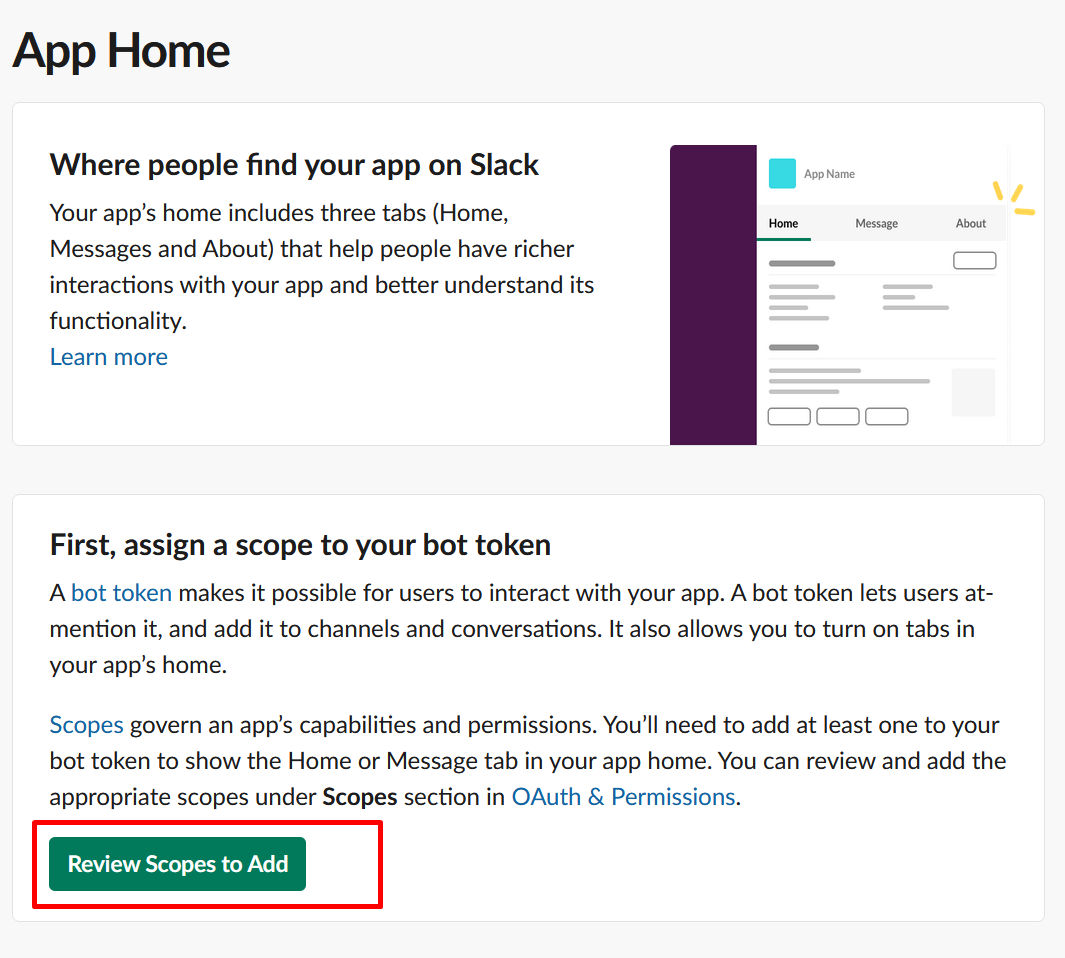 App Home
Where people find your app on Slack
Your app’s home includes three tabs (Home,
Messages and About) that help people have richer
interactions with your app and better understand its
functionality.
Learn more
App Name
Home Message About
First, assign a scope to your bot token
A bot token makes it possible for users to interact with your app. A bot token lets users at-
mention it, and add it to channels and conversations. It also allows you to turn on tabs in
your app’s home.
Scopes govern an app’s capabilities and permissions. You’ll need to add at least one to your
bot token to show the Home or Message tab in your app home. You can review and add the
appropriate scopes under Scopes section in OAuth & Permissions.
Review Scopes to Add